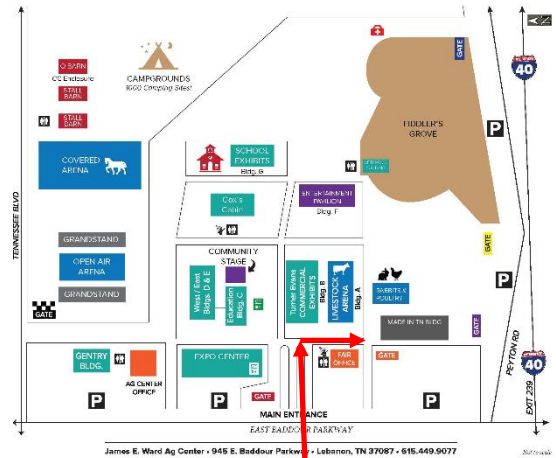 GATE
40
Q BARN
CC Enclosure
STALL
BARN
STALL
BARN
CAMPGROUNDS
1000 Camping Sites!
FIDDLER'S
GROVE
P
COVERED
ARENA
SCHOOL
EXHIBITS
Bldg. G
Cox's
Cabin
ENTERTAINMENT
PAVILION
Bldg. F
TENNESSEE BLVD
GRANDSTAND
OPEN AIR
ARENA
GRANDSTAND
GATE
COMMUNITY
STAGE
West / East
Bldgs. D & E
Education
Bldg. C
Turner Evans
COMMERCIAL
EXHIBITS
Bldg. B
LIVESTOCK
ARENA
Bldg. A
RABBITS &
POULTRY
MADE IN TN BLDG.
GATE
GATE
P
PEYTON RD
EXIT 239
40
GENTRY
BLDG.
AG CENTER
OFFICE
P
EXPO CENTER
P
GATE
FAIR
OFFICE
GATE
P
MAIN ENTRANCE
EAST BADDOUR PARKWAY
James E. Ward Ag Center • 945 E. Baddour Parkway • Lebanon, TN 37087 • 615.449.9077
Not to scale